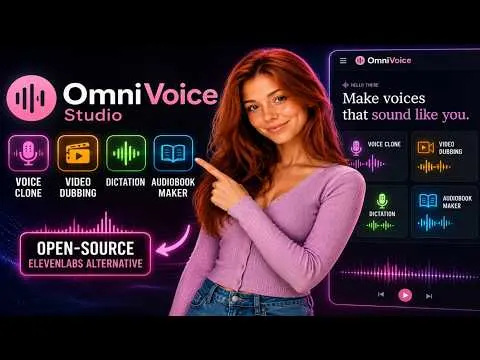 OmniVoice
Studio
VOICE
CLONE
VIDEO
DUBBING
DICTATION
AUDIOBOOK
MAKER
OPEN-SOURCE
ELEVENLABS ALTERNATIVE
OmniVoice
HELLO THERE
Make voices
that sound like you.
VOICE CLONE
VIDEO
DUBBING
DICTATION
AUDIOBOOK
MAKER